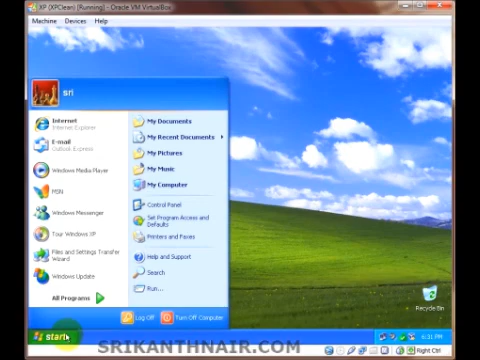 XP (XPClean) [Running] - Oracle VM VirtualBox
Machine Devices Help
sri
Internet
Internet Explorer
E-mail
Outlook Express
Windows Media Player
MSN
Windows Messenger
Tour Windows XP
Files and Settings Transfer
Wizard
Windows Update
All Programs
My Documents
My Recent Documents
My Pictures
My Music
My Computer
Control Panel
Set Program Access and
Defaults
Printers and Faxes
Help and Support
Search
Run...
Log Off
Turn Off Computer
Recycle Bin
start
6:31 PM
SRIKANTHNAIR.COM
Right Ctrl